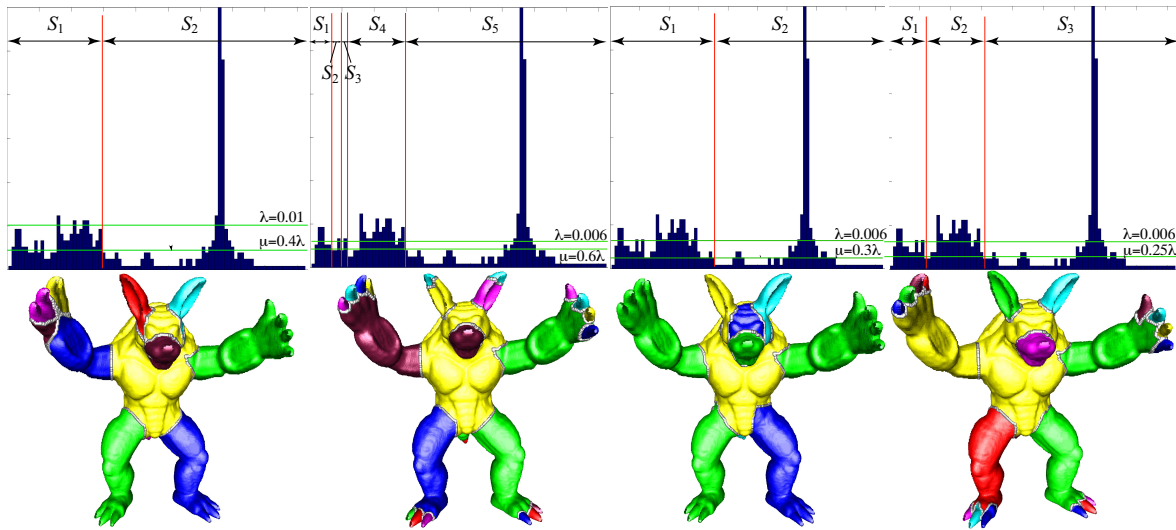 S1 S2
λ=0.01
μ=0.4λ
S1 S4 S5
S2 S3
λ=0.006
μ=0.6λ
S1 S2
λ=0.006
μ=0.3λ
S1 S2 S3
λ=0.006
μ=0.25λ